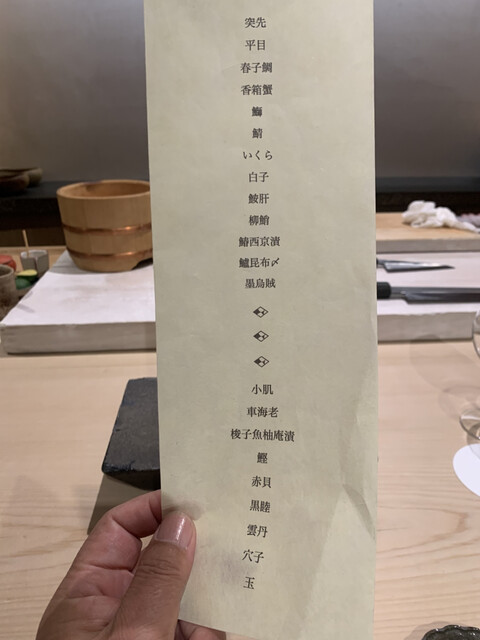 突先
平目
春子鯛
香箱蟹
鰤
鯖
いくら
白子
鮟肝
柳鮹
鰆西京漬
鱸昆布〆
墨烏賊
小肌
車海老
梭子魚柚庵漬
鰹
赤貝
黒睦
雲丹
穴子
玉